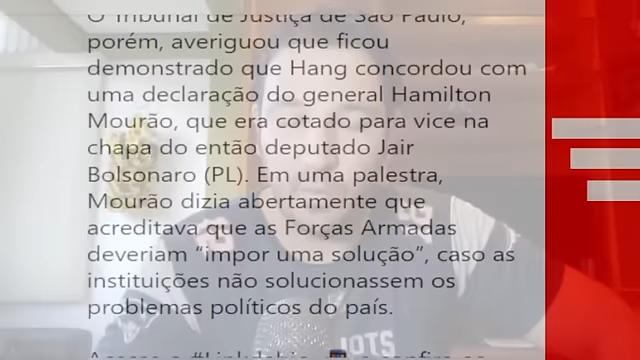 O Tribunal de Justiça de São Paulo,
porém, averiguou que ficou
demonstrado que Hang concordou com
uma declaração do general Hamilton
Mourão, que era cotado para vice na
chapa do então deputado Jair
Bolsonaro (PL). Em uma palestra,
Mourão dizia abertamente que
acreditava que as Forças Armadas
deveriam “impor uma solução”, caso as
instituições não solucionassem os
problemas políticos do país.